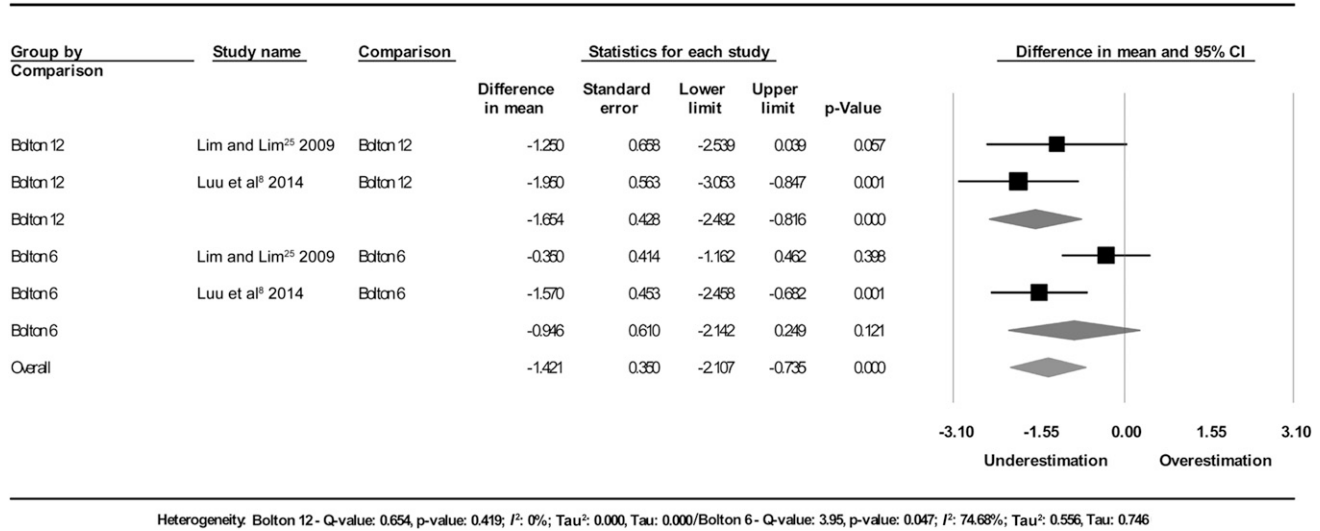 Group by Comparison Study name Comparison Statistics for each study Difference in mean and 95% CI
Difference in mean Standard error Lower limit Upper limit p-Value
Bolton 12 Lim and Lim²⁵ 2009 Bolton 12 -1.250 0.658 -2.539 0.039 0.057
Bolton 12 Luu et al⁸ 2014 Bolton 12 -1.950 0.563 -3.053 -0.847 0.001
Bolton 12 -1.654 0.428 -2.492 -0.816 0.000
Bolton 6 Lim and Lim²⁵ 2009 Bolton 6 -0.350 0.414 -1.162 0.462 0.398
Bolton 6 Luu et al⁸ 2014 Bolton 6 -1.570 0.453 -2.458 -0.682 0.001
Bolton 6 -0.946 0.610 -2.142 0.249 0.121
Overall -1.421 0.350 -2.107 -0.735 0.000
-3.10 -1.55 0.00 1.55 3.10
Underestimation Overestimation
Heterogeneity: Bolton 12 - Q-value: 0.654, p-value: 0.419; I²: 0%; Tau²: 0.000, Tau: 0.000/Bolton 6 - Q-value: 3.95, p-value: 0.047; I²: 74.68%; Tau²: 0.556, Tau: 0.746